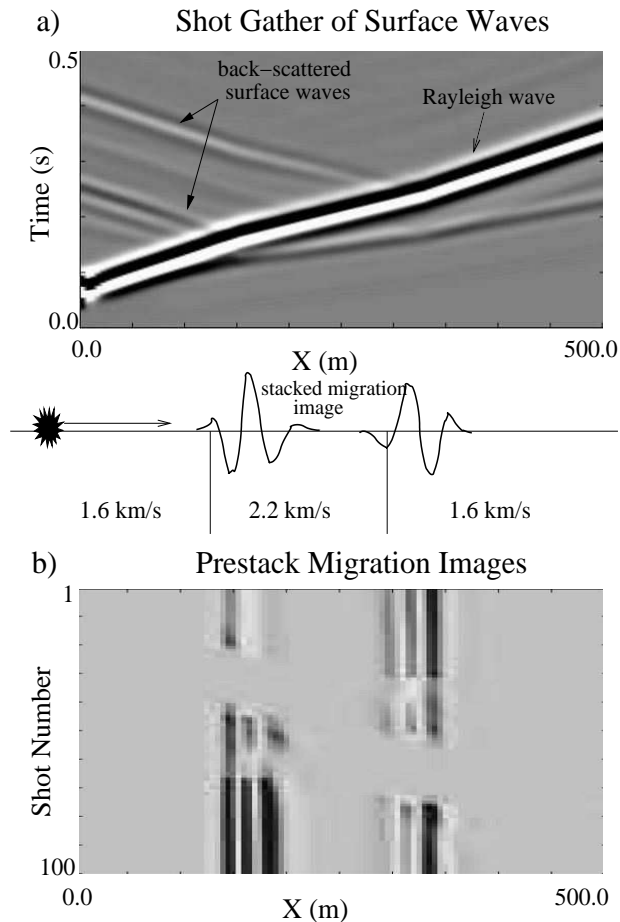 a) Shot Gather of Surface Waves
0.5
back−scattered
surface waves
Rayleigh wave
Time (s)
0.0
0.0
500.0
X (m)
stacked migration
image
1.6 km/s
2.2 km/s
1.6 km/s
b) Prestack Migration Images
1
Shot Number
100
0.0
500.0
X (m)